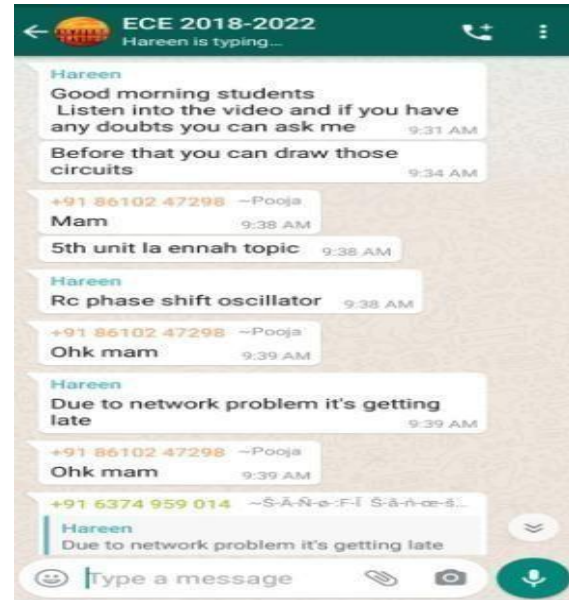 ECE 2018-2022
Hareen is typing...
Hareen
Good morning students
Listen into the video and if you have
any doubts you can ask me 9:31 AM
Before that you can draw those
circuits 9:34 AM
+91 86102 47298 ~Pooja
Mam 9:38 AM
5th unit la ennah topic 9:38 AM
Hareen
Rc phase shift oscillator 9:38 AM
+91 86102 47298 ~Pooja
Ohk mam 9:39 AM
Hareen
Due to network problem it's getting
late 9:39 AM
+91 86102 47298 ~Pooja
Ohk mam 9:39 AM
+91 6374 959 014
Hareen
Due to network problem it's getting late
Type a message